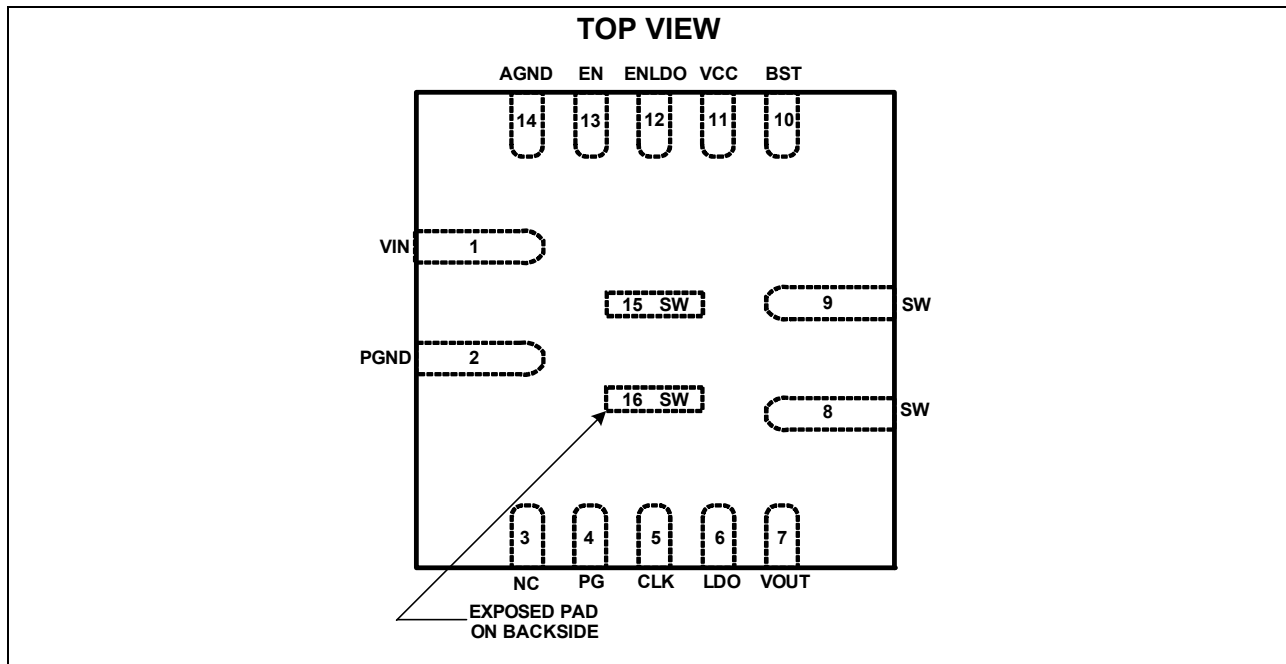 TOP VIEW
AGND EN ENLDO VCC BST
14 13 12 11 10
VIN 1
15 SW 9 SW
PGND 2
16 SW 8 SW
3 4 5 6 7
NC PG CLK LDO VOUT
EXPOSED PAD
ON BACKSIDE